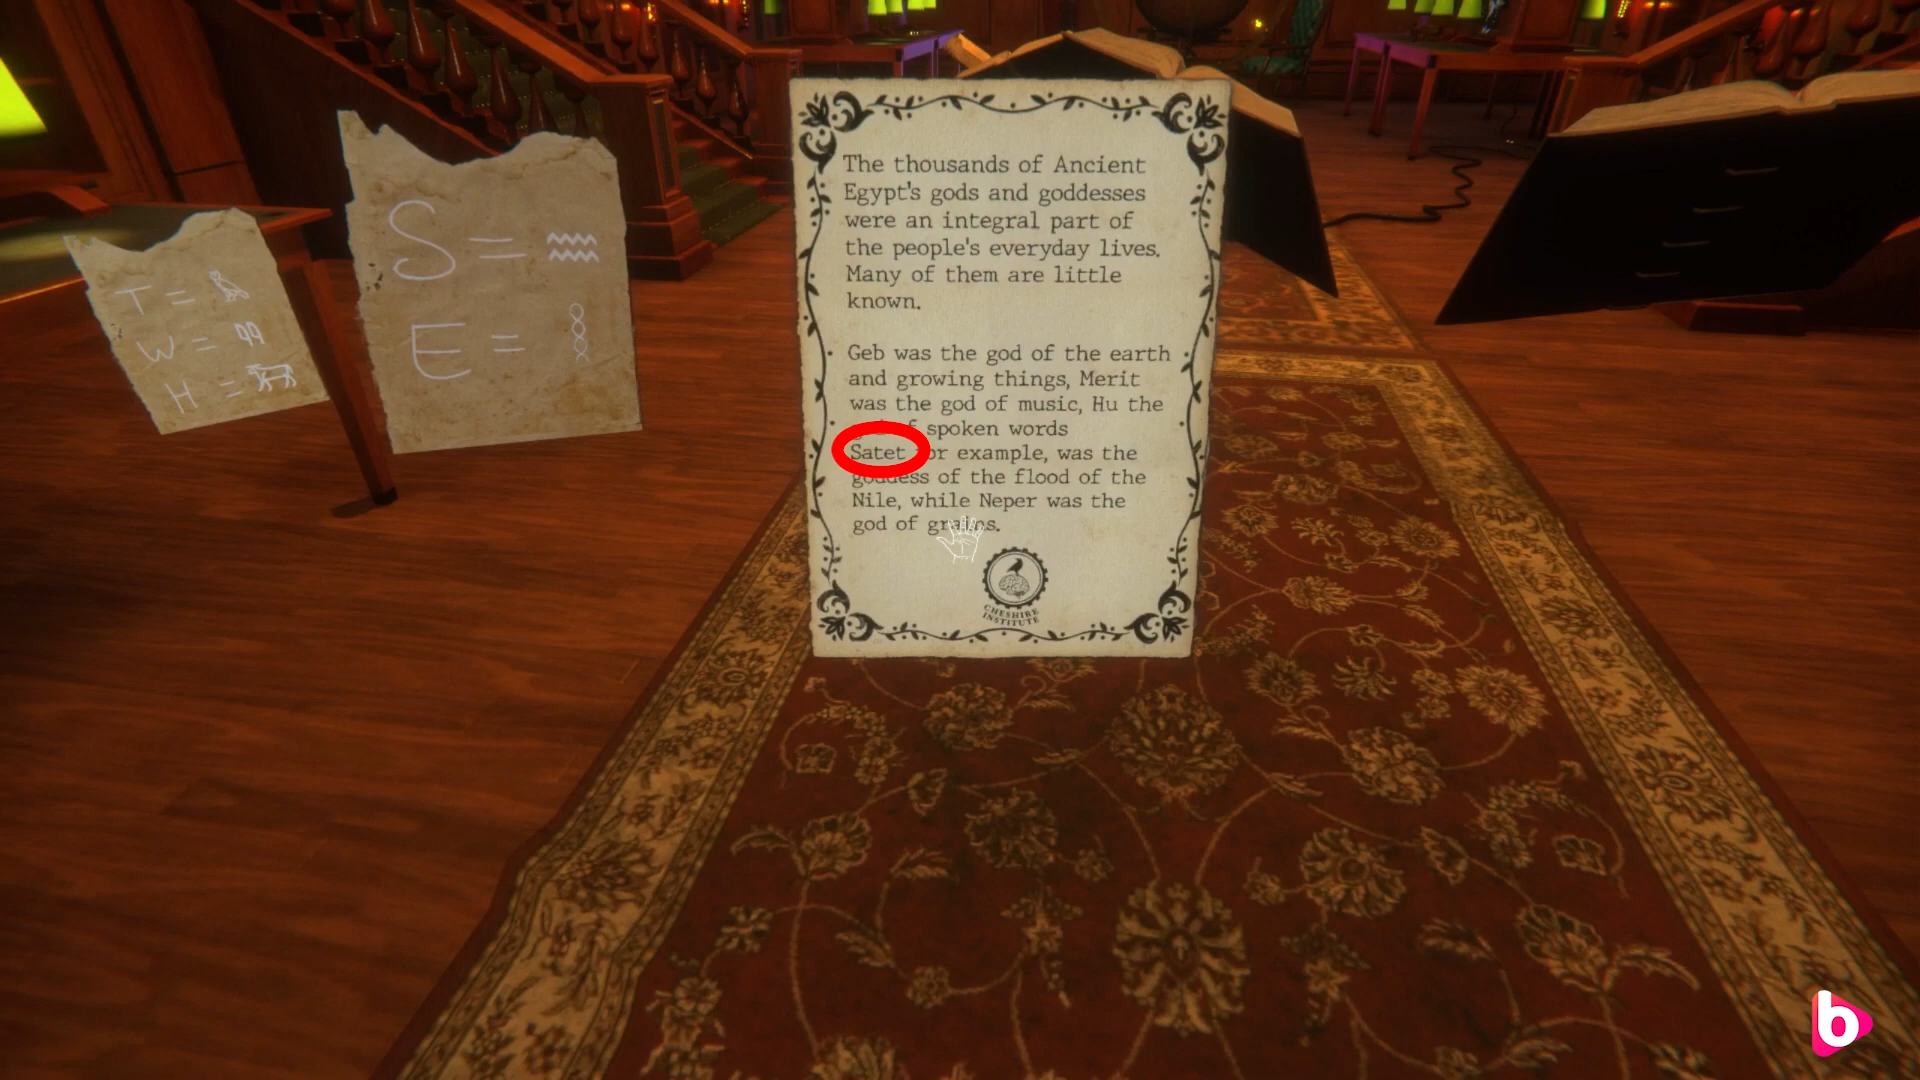 T =
W =
H =
S =
E =
The thousands of Ancient
Egypt's gods and goddesses
were an integral part of
the people's everyday lives.
Many of them are little
known.
Geb was the god of the earth
and growing things, Merit
was the god of music, Hu the
spoken words
Satet for example, was the
goddess of the flood of the
Nile, while Neper was the
god of grains.
CHESHIRE
INSTITUTE
b